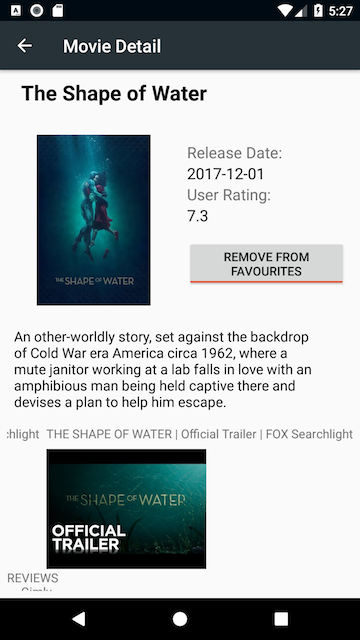 5:27
Movie Detail
The Shape of Water
THE SHAPE OF WATER
Release Date:
2017-12-01
User Rating:
7.3
REMOVE FROM
FAVOURITES
An other-worldly story, set against the backdrop
of Cold War era America circa 1962, where a
mute janitor working at a lab falls in love with an
amphibious man being held captive there and
devises a plan to help him escape.
chlight THE SHAPE OF WATER | Official Trailer | FOX Searchlight
THE SHAPE OF WATER
OFFICIAL
TRAILER
REVIEWS